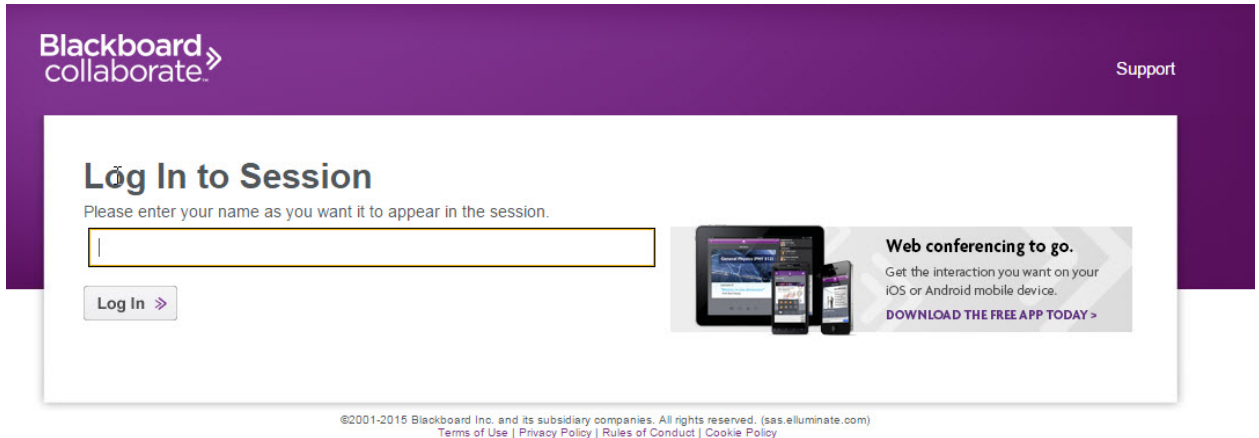 Blackboard
collaborate™
Support
Log In to Session
Please enter your name as you want it to appear in the session.
Log In
Web conferencing to go.
Get the interaction you want on your
iOS or Android mobile device.
DOWNLOAD THE FREE APP TODAY >
©2001-2015 Blackboard Inc. and its subsidiary companies. All rights reserved. (sas.elluminate.com)
Terms of Use | Privacy Policy | Rules of Conduct | Cookie Policy